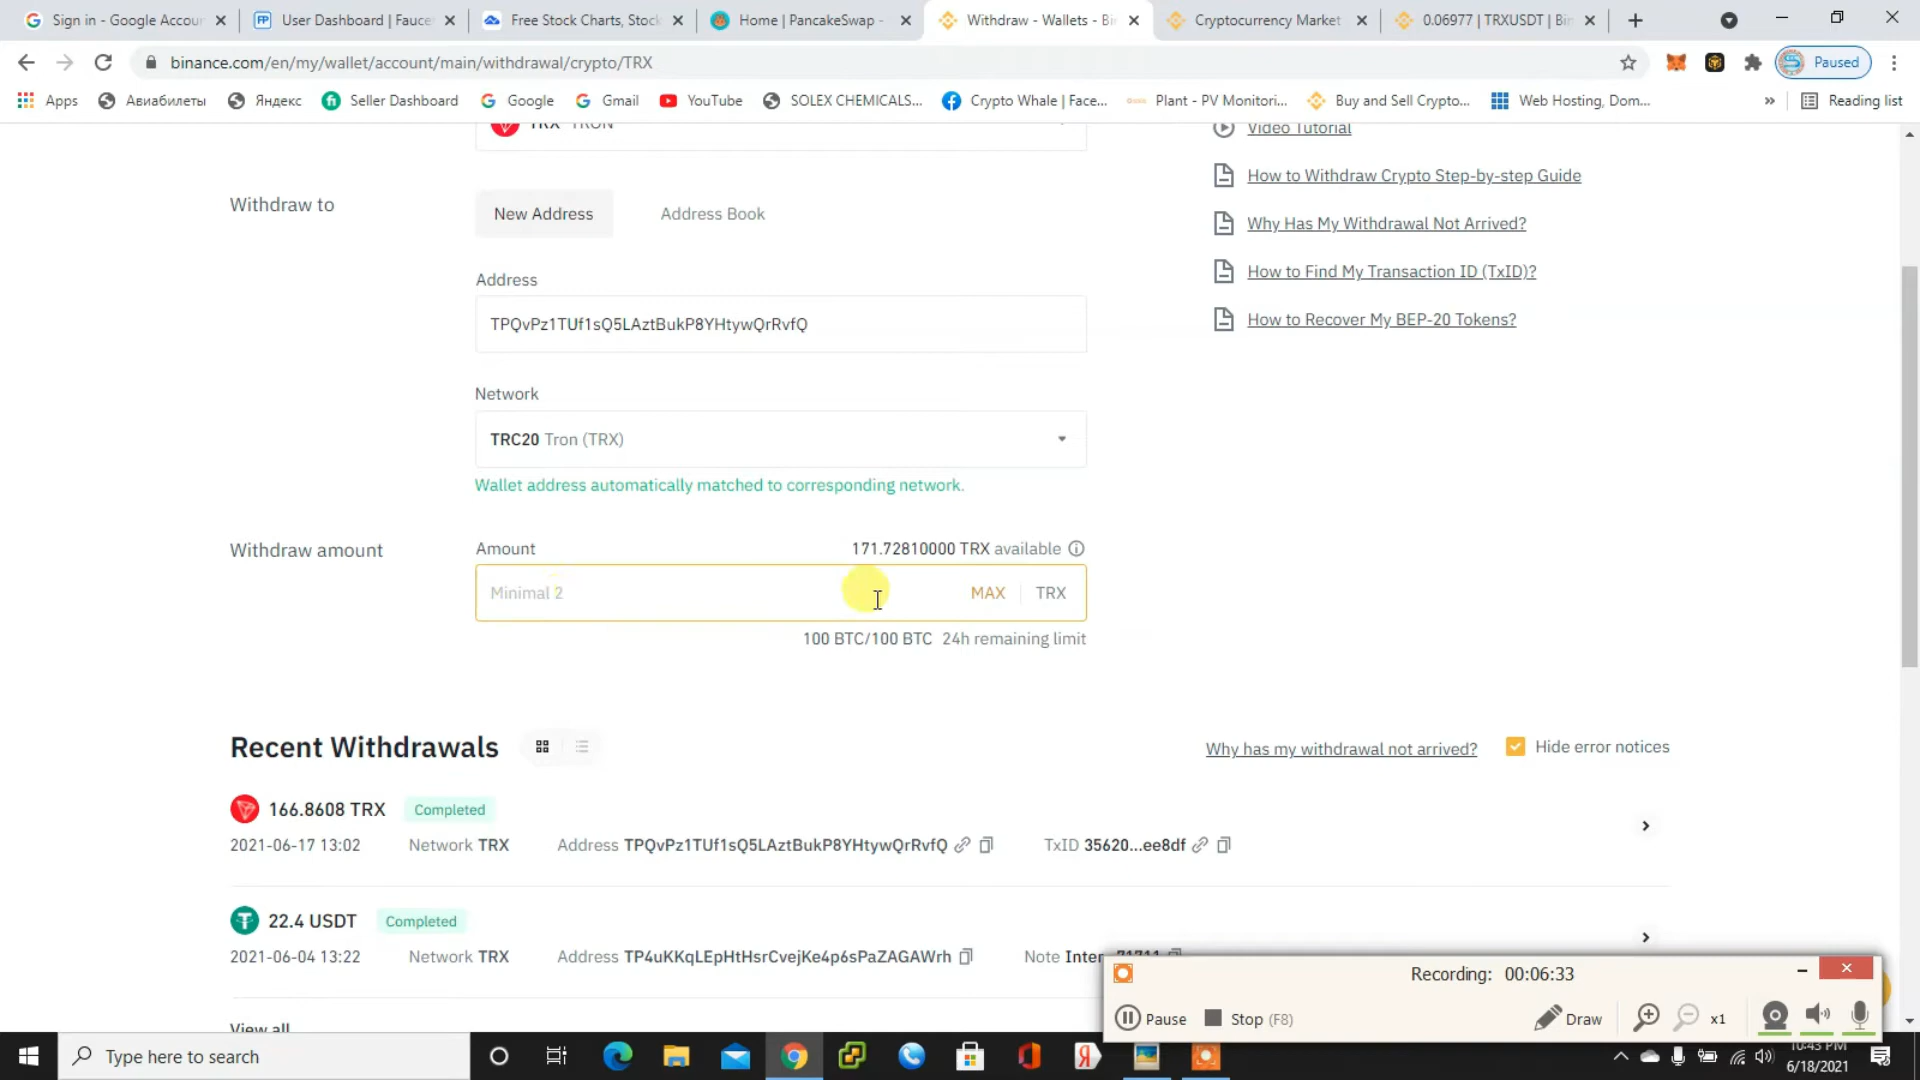 Sign in - Google Accoun
User Dashboard | Fauce
Free Stock Charts, Stock
Home | PancakeSwap -
Withdraw - Wallets - Bi
Cryptocurrency Market
0.06977 | TRXUSDT | Bin
binance.com/en/my/wallet/account/main/withdrawal/crypto/TRX
Paused
Apps
Авиабилеты
Яндекс
Seller Dashboard
Google
Gmail
YouTube
SOLEX CHEMICALS...
Crypto Whale | Face...
Plant - PV Monitori...
Buy and Sell Crypto...
Web Hosting, Dom...
Reading list
TRX TRON
Video Tutorial
How to Withdraw Crypto Step-by-step Guide
Why Has My Withdrawal Not Arrived?
How to Find My Transaction ID (TxID)?
How to Recover My BEP-20 Tokens?
Withdraw to
New Address
Address Book
Address
TPQvPz1TUf1sQ5LAztBukP8YHtywQrRvfQ
Network
TRC20 Tron (TRX)
Wallet address automatically matched to corresponding network.
Withdraw amount
Amount
171.72810000 TRX available
Minimal 2
MAX
TRX
100 BTC/100 BTC 24h remaining limit
Recent Withdrawals
Why has my withdrawal not arrived?
Hide error notices
166.8608 TRX
Completed
2021-06-17 13:02
Network TRX
Address TPQvPz1TUf1sQ5LAztBukP8YHtywQrRvfQ
TxID 35620...ee8df
22.4 USDT
Completed
2021-06-04 13:22
Network TRX
Address TP4uKKqLEpHtHsrCvejKe4p6sPaZAGAWrh
Note Inter
View all
Recording: 00:06:33
Pause
Stop (F8)
Draw
x1
Type here to search
10:43 PM
6/18/2021